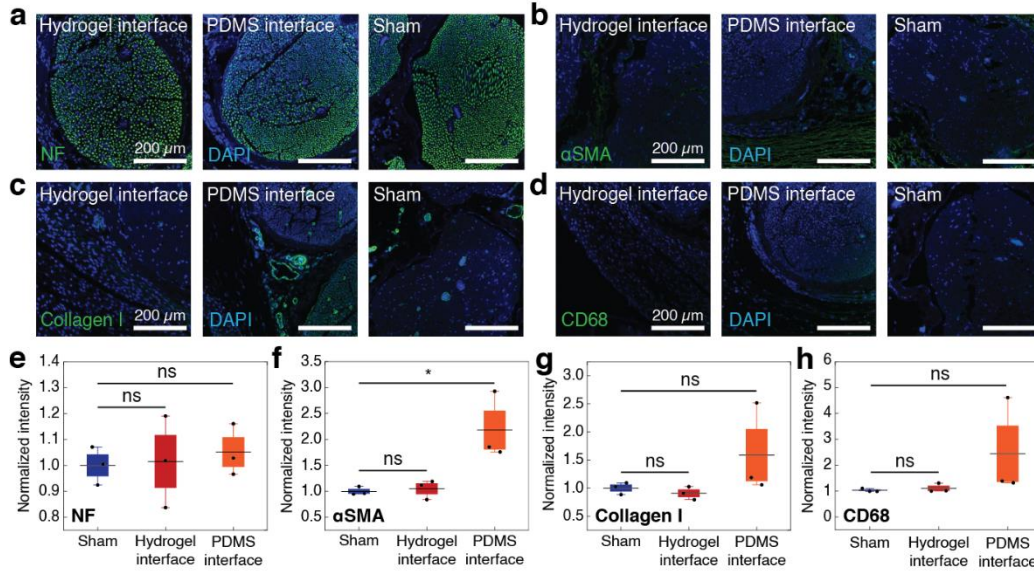 a
Hydrogel interface
PDMS interface
Sham
NF
200 µm
DAPI
b
Hydrogel interface
PDMS interface
Sham
αSMA
200 µm
DAPI
c
Hydrogel interface
PDMS interface
Sham
Collagen I
200 µm
DAPI
d
Hydrogel interface
PDMS interface
Sham
CD68
200 µm
DAPI
e
Normalized intensity
1.4
1.3
1.2
1.1
1.0
0.9
0.8
ns
ns
NF
Sham
Hydrogel
interface
PDMS
interface
f
Normalized intensity
3.5
3.0
2.5
2.0
1.5
1.0
0.5
*
ns
αSMA
Sham
Hydrogel
interface
PDMS
interface
g
Normalized intensity
3.0
2.5
2.0
1.5
1.0
0.5
ns
ns
Collagen I
Sham
Hydrogel
interface
PDMS
interface
h
Normalized intensity
6
5
4
3
2
1
0
ns
ns
CD68
Sham
Hydrogel
interface
PDMS
interface